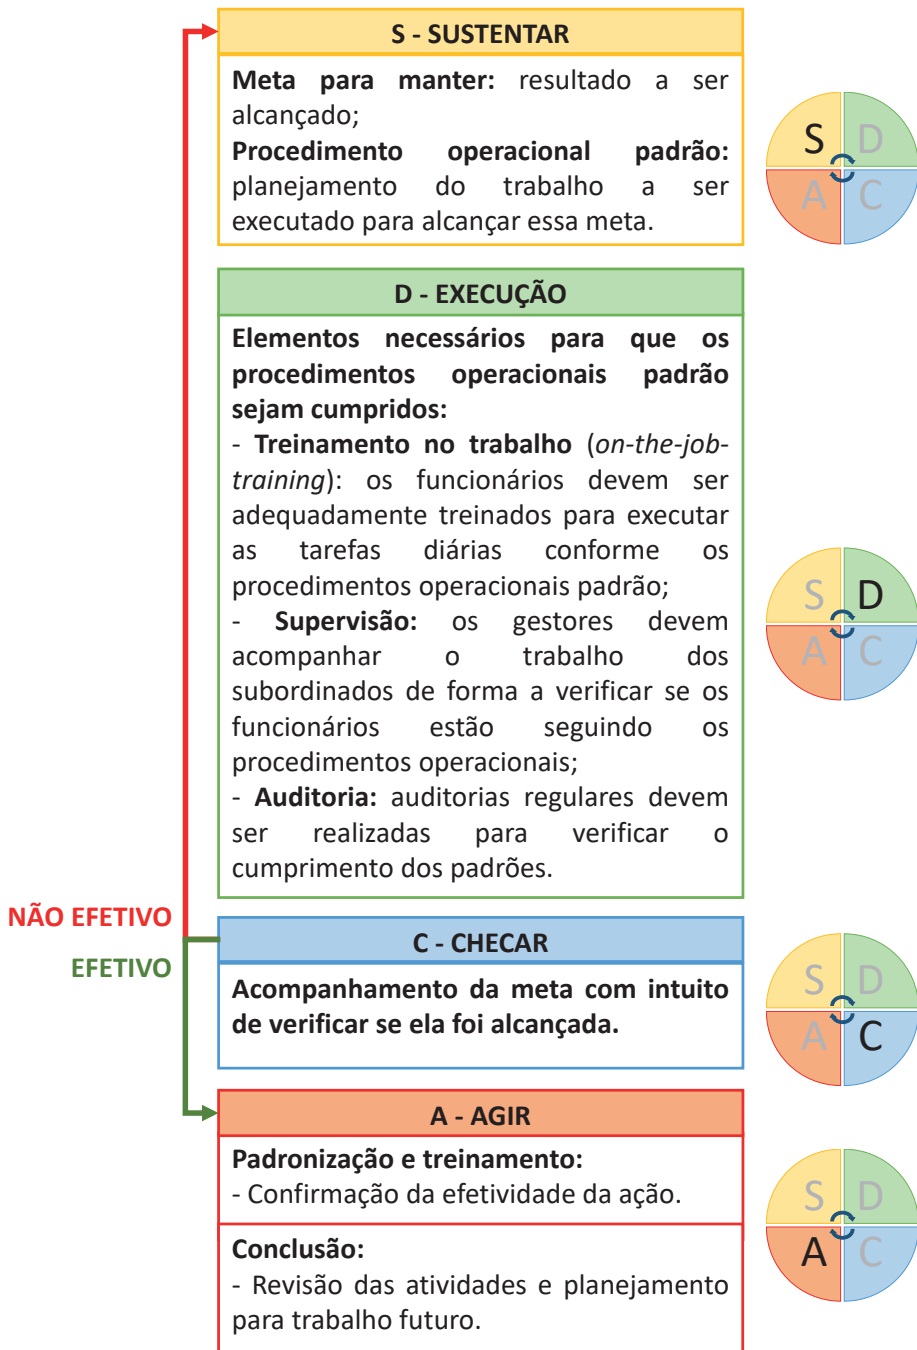 S - SUSTENTAR
Meta para manter: resultado a ser
alcançado;
Procedimento operacional padrão:
planejamento do trabalho a ser
executado para alcançar essa meta.
S D
A C
D - EXECUÇÃO
Elementos necessários para que os
procedimentos operacionais padrão
sejam cumpridos:
- Treinamento no trabalho (on-the-job-
training): os funcionários devem ser
adequadamente treinados para executar
as tarefas diárias conforme os
procedimentos operacionais padrão;
- Supervisão: os gestores devem
acompanhar o trabalho dos
subordinados de forma a verificar se os
funcionários estão seguindo os
procedimentos operacionais;
- Auditoria: auditorias regulares devem
ser realizadas para verificar o
cumprimento dos padrões.
S D
A C
NÃO EFETIVO
EFETIVO
C - CHECAR
Acompanhamento da meta com intuito
de verificar se ela foi alcançada.
S D
A C
A - AGIR
Padronização e treinamento:
- Confirmação da efetividade da ação.
Conclusão:
- Revisão das atividades e planejamento
para trabalho futuro.
S D
A C